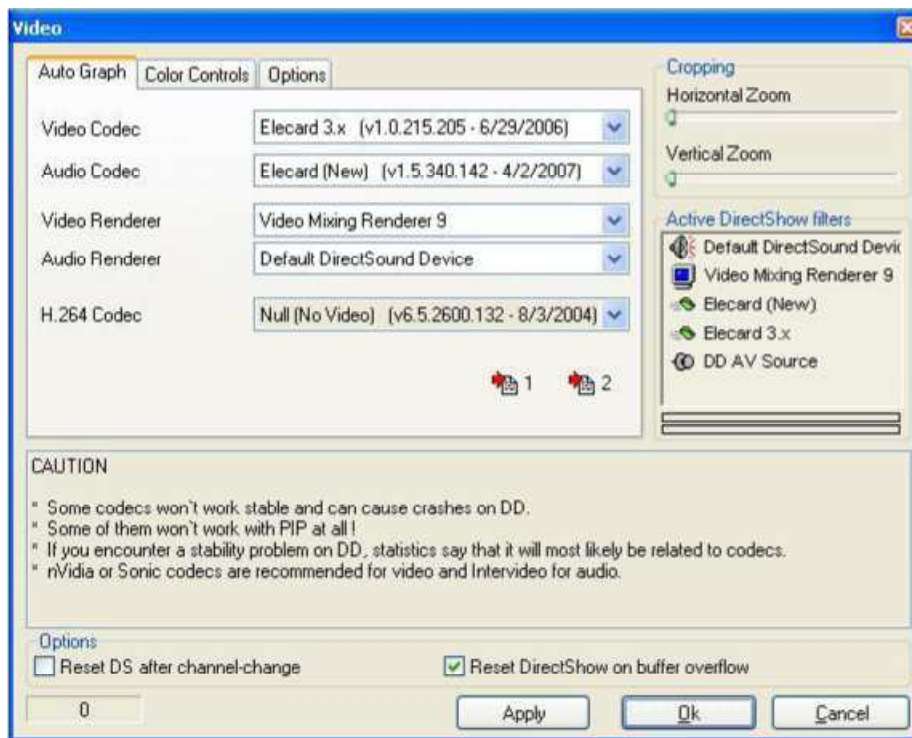 Video
Auto Graph
Color Controls
Options
Video Codec
Elecard 3.x (v1.0.215.205 - 6/29/2006)
Audio Codec
Elecard (New) (v1.5.340.142 - 4/2/2007)
Video Renderer
Video Mixing Renderer 9
Audio Renderer
Default DirectSound Device
H.264 Codec
Null (No Video) (v6.5.2600.132 - 8/3/2004)
1
2
Cropping
Horizontal Zoom
Vertical Zoom
Active DirectShow filters
Default DirectSound Devic
Video Mixing Renderer 9
Elecard (New)
Elecard 3.x
DD AV Source
CAUTION
* Some codecs won`t work stable and can cause crashes on DD.
* Some of them won`t work with PIP at all !
* If you encounter a stability problem on DD, statistics say that it will most likely be related to codecs.
* nVidia or Sonic codecs are recommended for video and Intervideo for audio.
Options
Reset DS after channel-change
Reset DirectShow on buffer overflow
0
Apply
Ok
Cancel